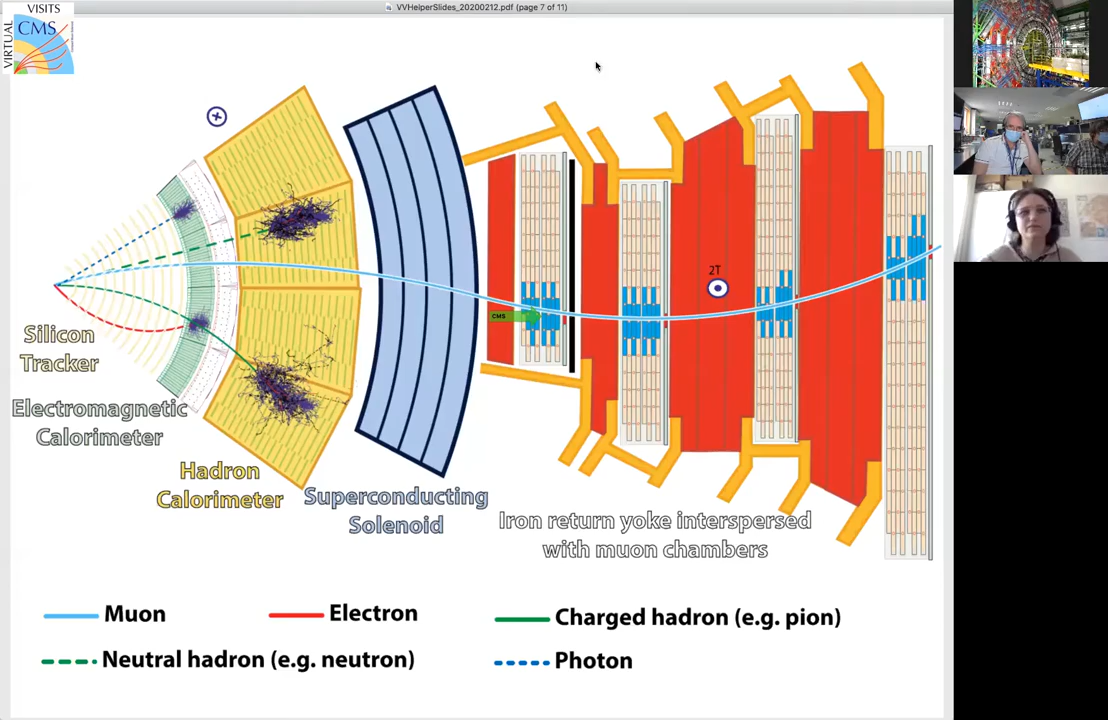 VVHelperSlides_20200212.pdf (page 7 of 11)
VISITS
VIRTUAL
CMS
2T
CMS
Silicon
Tracker
Electromagnetic
Calorimeter
Hadron
Calorimeter
Superconducting
Solenoid
Iron return yoke interspersed
with muon chambers
Muon
Electron
Charged hadron (e.g. pion)
Neutral hadron (e.g. neutron)
Photon